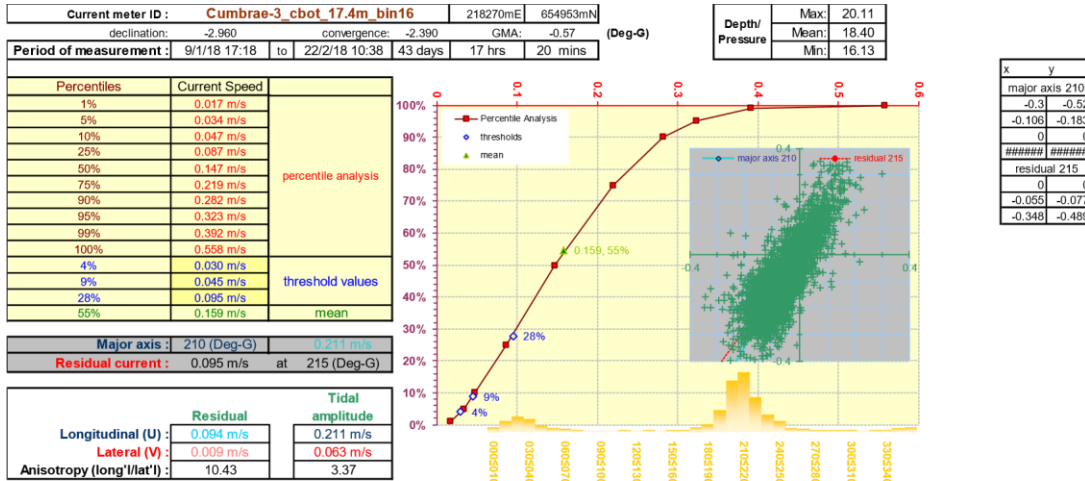 Current meter ID : Cumbrae-3_cbot_17.4m_bin16 218270mE 654953mN
declination: -2.960 convergence: -2.390 GMA: -0.57 (Deg-G)
Period of measurement : 9/1/18 17:18 to 22/2/18 10:38 43 days 17 hrs 20 mins
Depth/ Pressure
Max: 20.11
Mean: 18.40
Min: 16.13
Percentiles Current Speed
1% 0.017 m/s
5% 0.034 m/s
10% 0.047 m/s
25% 0.087 m/s
50% 0.147 m/s
75% 0.219 m/s
90% 0.282 m/s
95% 0.323 m/s
99% 0.392 m/s
100% 0.558 m/s
percentile analysis
4% 0.030 m/s
9% 0.045 m/s
28% 0.095 m/s
threshold values
55% 0.159 m/s mean
Major axis : 210 (Deg-G) 0.211 m/s
Residual current : 0.095 m/s at 215 (Deg-G)
Residual Tidal amplitude
Longitudinal (U) : 0.094 m/s 0.211 m/s
Lateral (V) : 0.009 m/s 0.063 m/s
Anisotropy (long'l/lat'l) : 10.43 3.37
0 0.1 0.2 0.3 0.4 0.5 0.6
100%
90%
80%
70%
60%
50%
40%
30%
20%
10%
0%
Percentile Analysis
thresholds
mean
0.159, 55%
28%
9%
4%
major axis 210 residual 215
0.4
-0.4 0.4
-0.4
x y
major axis 210
-0.3 -0.52
-0.106 -0.183
0 0
###### ######
residual 215
0 0
-0.055 -0.077
-0.348 -0.489